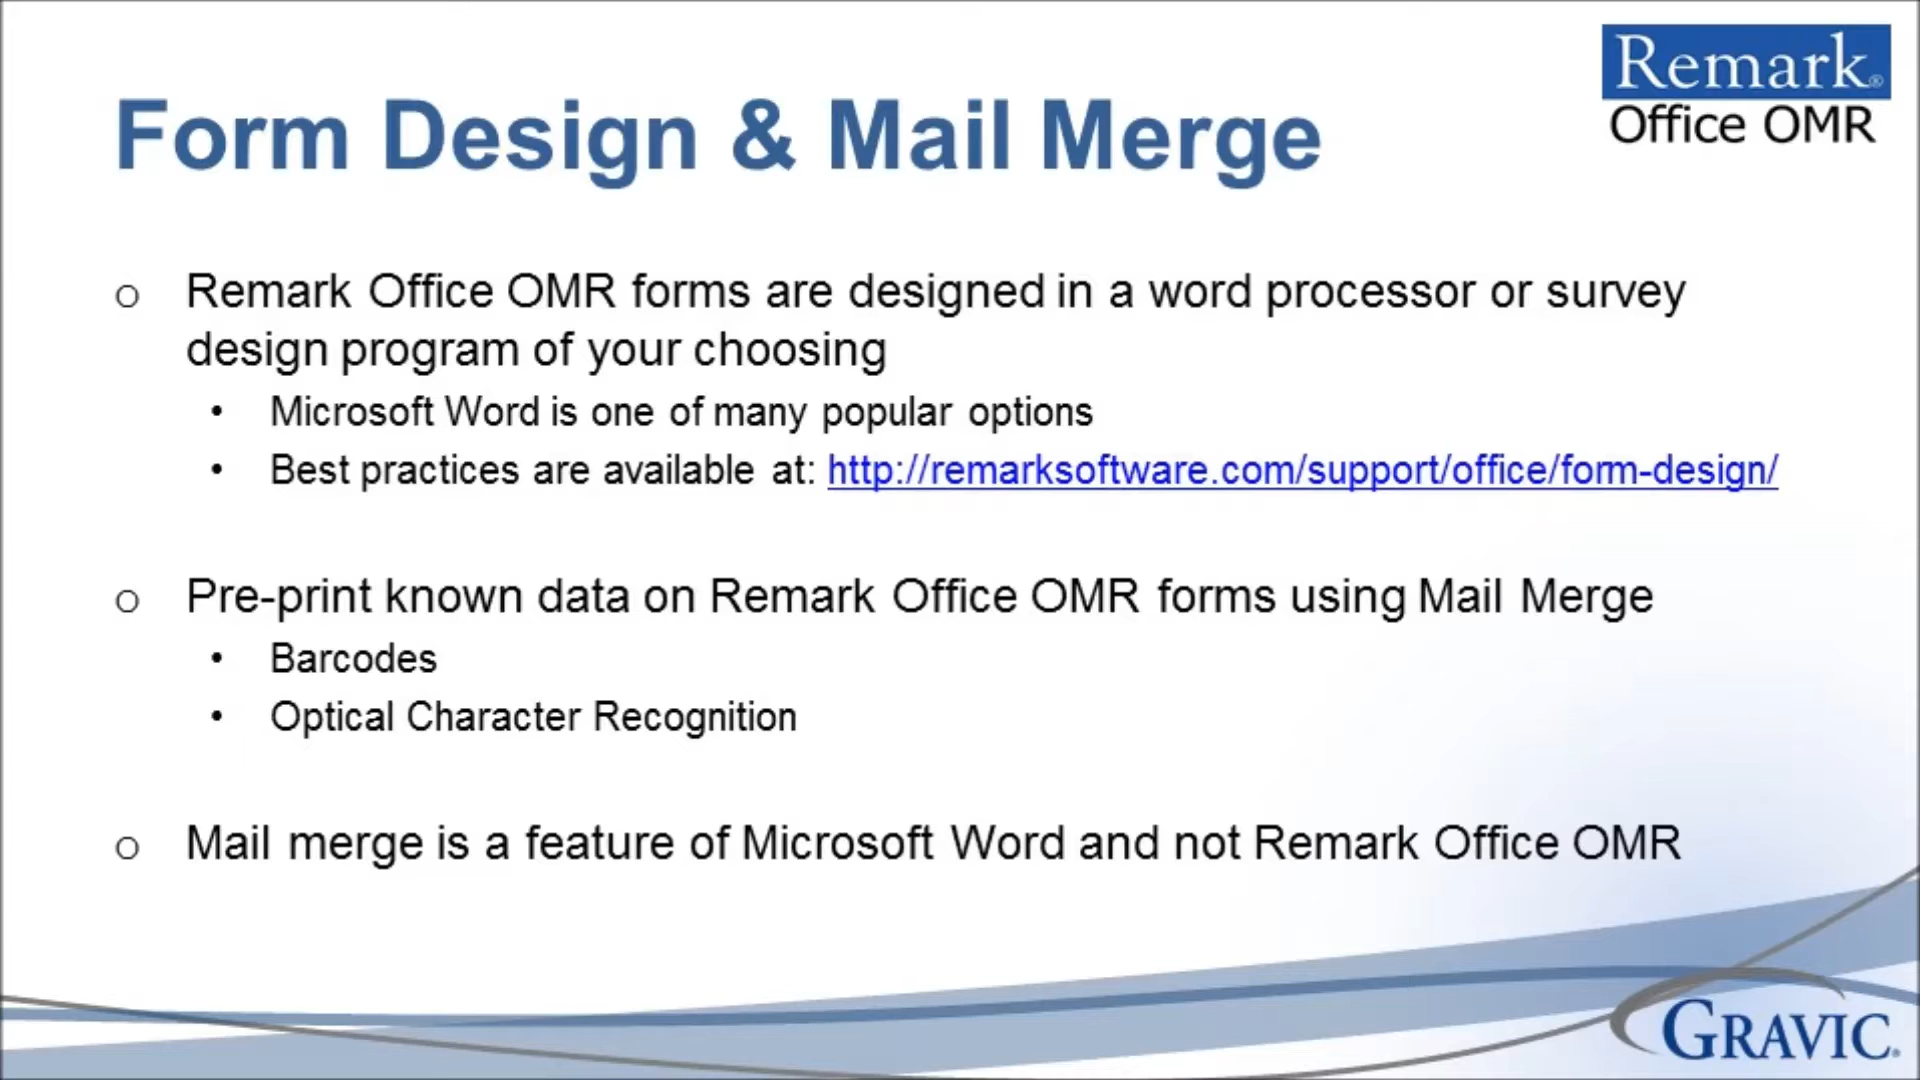 Remark®
Office OMR
Form Design & Mail Merge
o Remark Office OMR forms are designed in a word processor or survey
design program of your choosing
• Microsoft Word is one of many popular options
• Best practices are available at: http://remarksoftware.com/support/office/form-design/
o Pre-print known data on Remark Office OMR forms using Mail Merge
• Barcodes
• Optical Character Recognition
o Mail merge is a feature of Microsoft Word and not Remark Office OMR
GRAVIC®